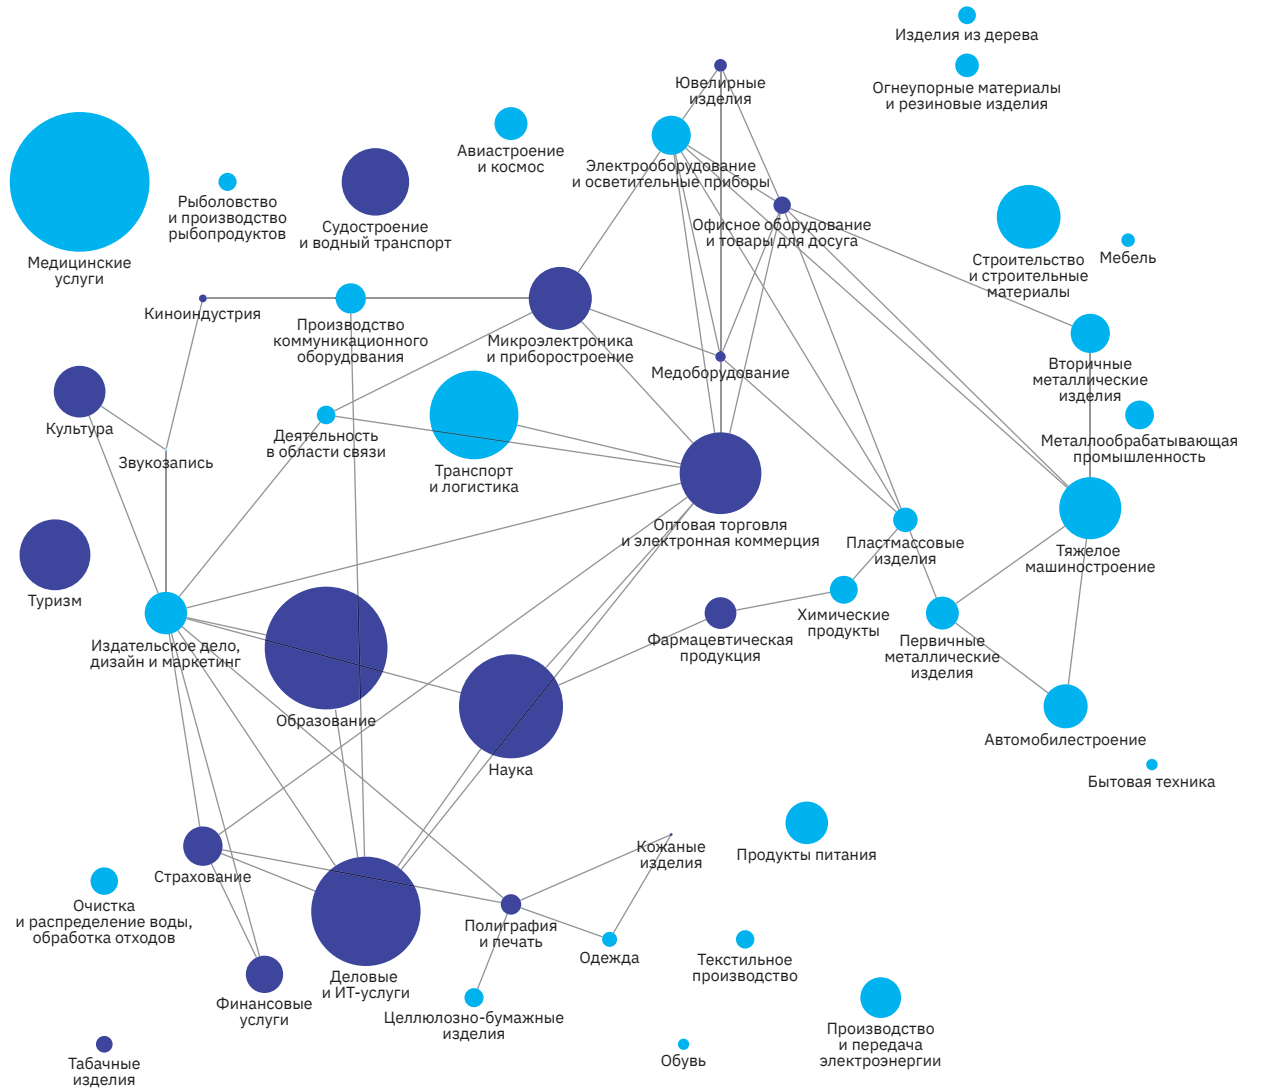 Изделия из дерева
Ювелирные
изделия
Огнеупорные материалы
и резиновые изделия
Авиастроение
и космос
Электрооборудование
и осветительные приборы
Рыболовство
и производство
рыбопродуктов
Судостроение
и водный транспорт
Офисное оборудование
и товары для досуга
Медицинские
услуги
Строительство
и строительные
материалы
Мебель
Киноиндустрия
Производство
коммуникационного
оборудования
Микроэлектроника
и приборостроение
Медоборудование
Вторичные
металлические
изделия
Культура
Деятельность
в области связи
Звукозапись
Транспорт
и логистика
Металлообрабатывающая
промышленность
Оптовая торговля
и электронная коммерция
Пластмассовые
изделия
Тяжелое
машиностроение
Туризм
Издательское дело,
дизайн и маркетинг
Фармацевтическая
продукция
Химические
продукты
Первичные
металлические
изделия
Образование
Наука
Автомобилестроение
Бытовая техника
Кожаные
изделия
Продукты питания
Страхование
Очистка
и распределение воды,
обработка отходов
Полиграфия
и печать
Одежда
Текстильное
производство
Деловые
и ИТ-услуги
Финансовые
услуги
Целлюлозно-бумажные
изделия
Производство
и передача
электроэнергии
Табачные
изделия
Обувь